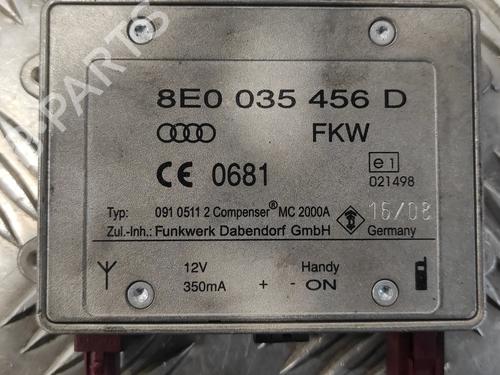 8E0 035 456 D
FKW
CE 0681
e1
021498
Typ: 091 0511 2 Compenser® MC 2000A
16/08
Zul.-Inh.: Funkwerk Dabendorf GmbH
Germany
12V
Handy
350mA + - ON
PARTS